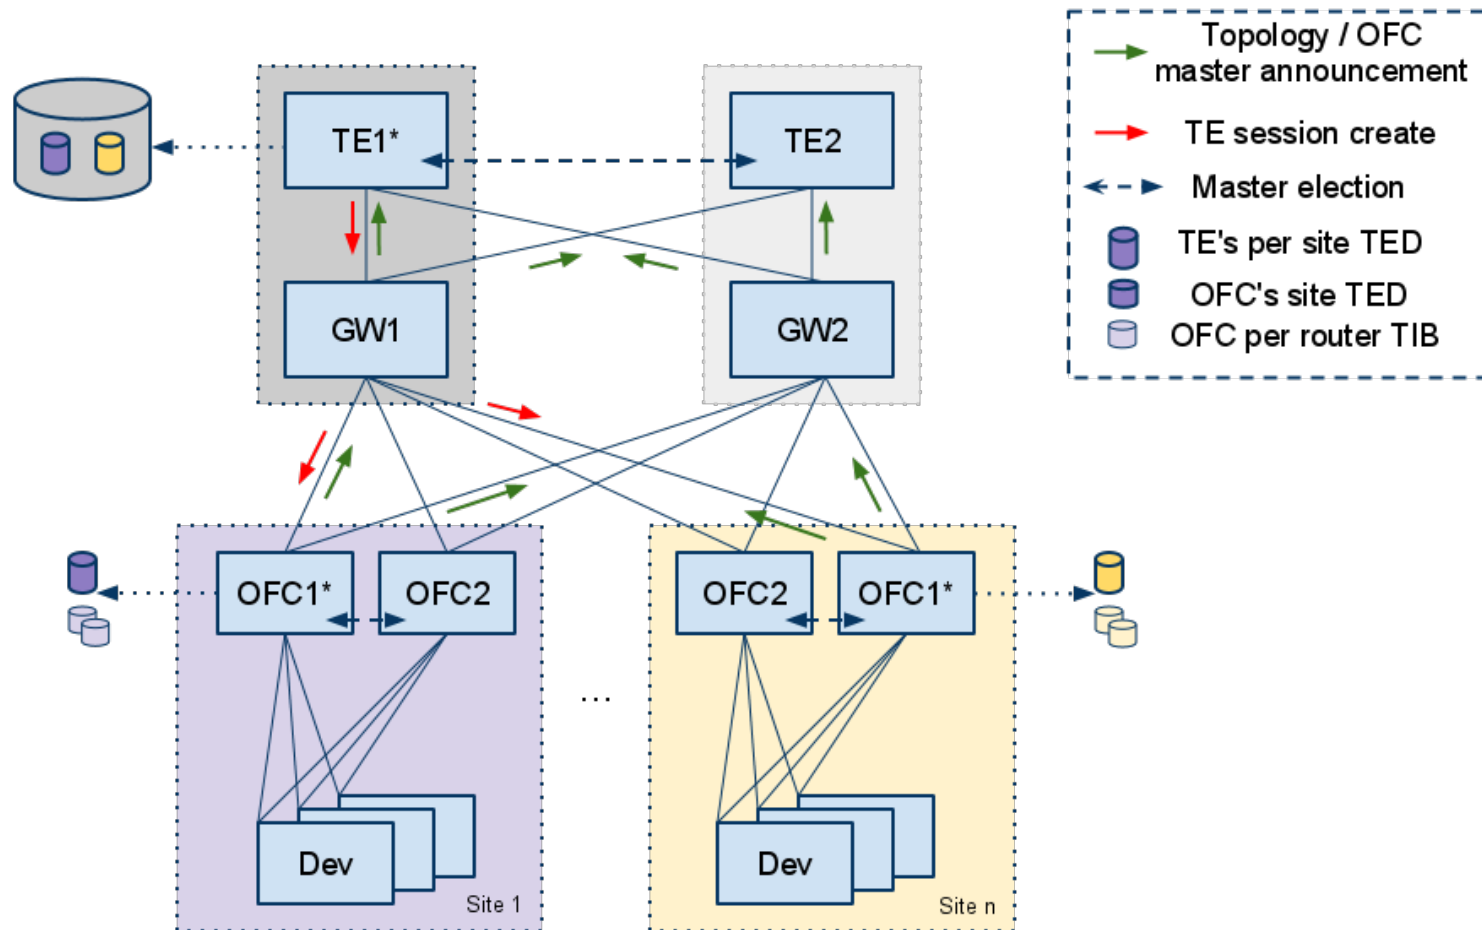 Topology / OFC
master announcement
TE1*
TE2
TE session create
Master election
TE's per site TED
OFC's site TED
GW1
GW2
OFC per router TIB
OFC1*
OFC2
OFC2
OFC1*
...
Dev
Dev
Site 1
Site n